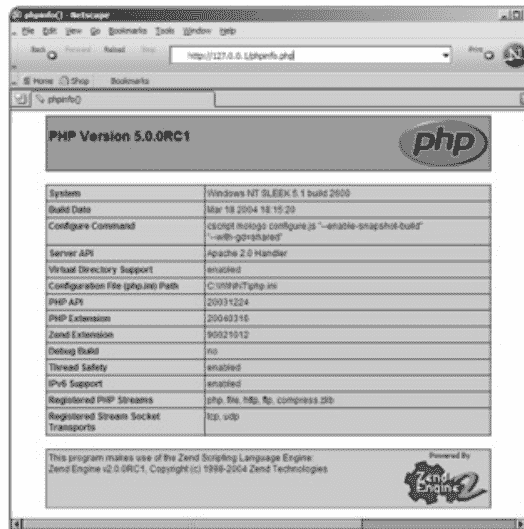 phpinfo() - Netscape
File Edit View Go Bookmarks Tools Window Help
Back Forward Reload Stop http://127.0.0.1/phpinfo.php Print N
Home Shop Bookmarks
phpinfo()
PHP Version 5.0.0RC1 php
System Windows NT SLEEK 5.1 build 2600
Build Date Mar 18 2004 18:15:20
Configure Command cscript /nologo configure.js "--enable-snapshot-build"
"--with-gd=shared"
Server API Apache 2.0 Handler
Virtual Directory Support enabled
Configuration File (php.ini) Path C:\WINNT\php.ini
PHP API 20031224
PHP Extension 20040316
Zend Extension 90021012
Debug Build no
Thread Safety enabled
IPv6 Support enabled
Registered PHP Streams php, file, http, ftp, compress.zlib
Registered Stream Socket tcp, udp
Transports
This program makes use of the Zend Scripting Language Engine:
Zend Engine v2.0.0RC1, Copyright (c) 1998-2004 Zend Technologies
Powered By
Zend
Engine 2